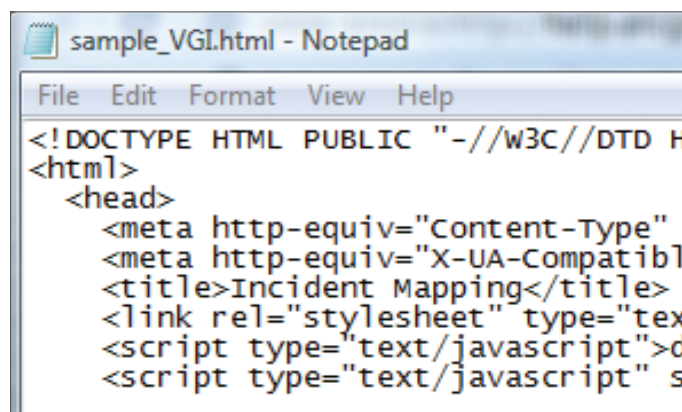 sample_VGI.html - Notepad
File Edit Format View Help
<!DOCTYPE HTML PUBLIC "-//W3C//DTD H
<html>
<head>
<meta http-equiv="Content-Type"
<meta http-equiv="X-UA-Compatibl
<title>Incident Mapping</title>
<link rel="stylesheet" type="tex
<script type="text/javascript">d
<script type="text/javascript" s